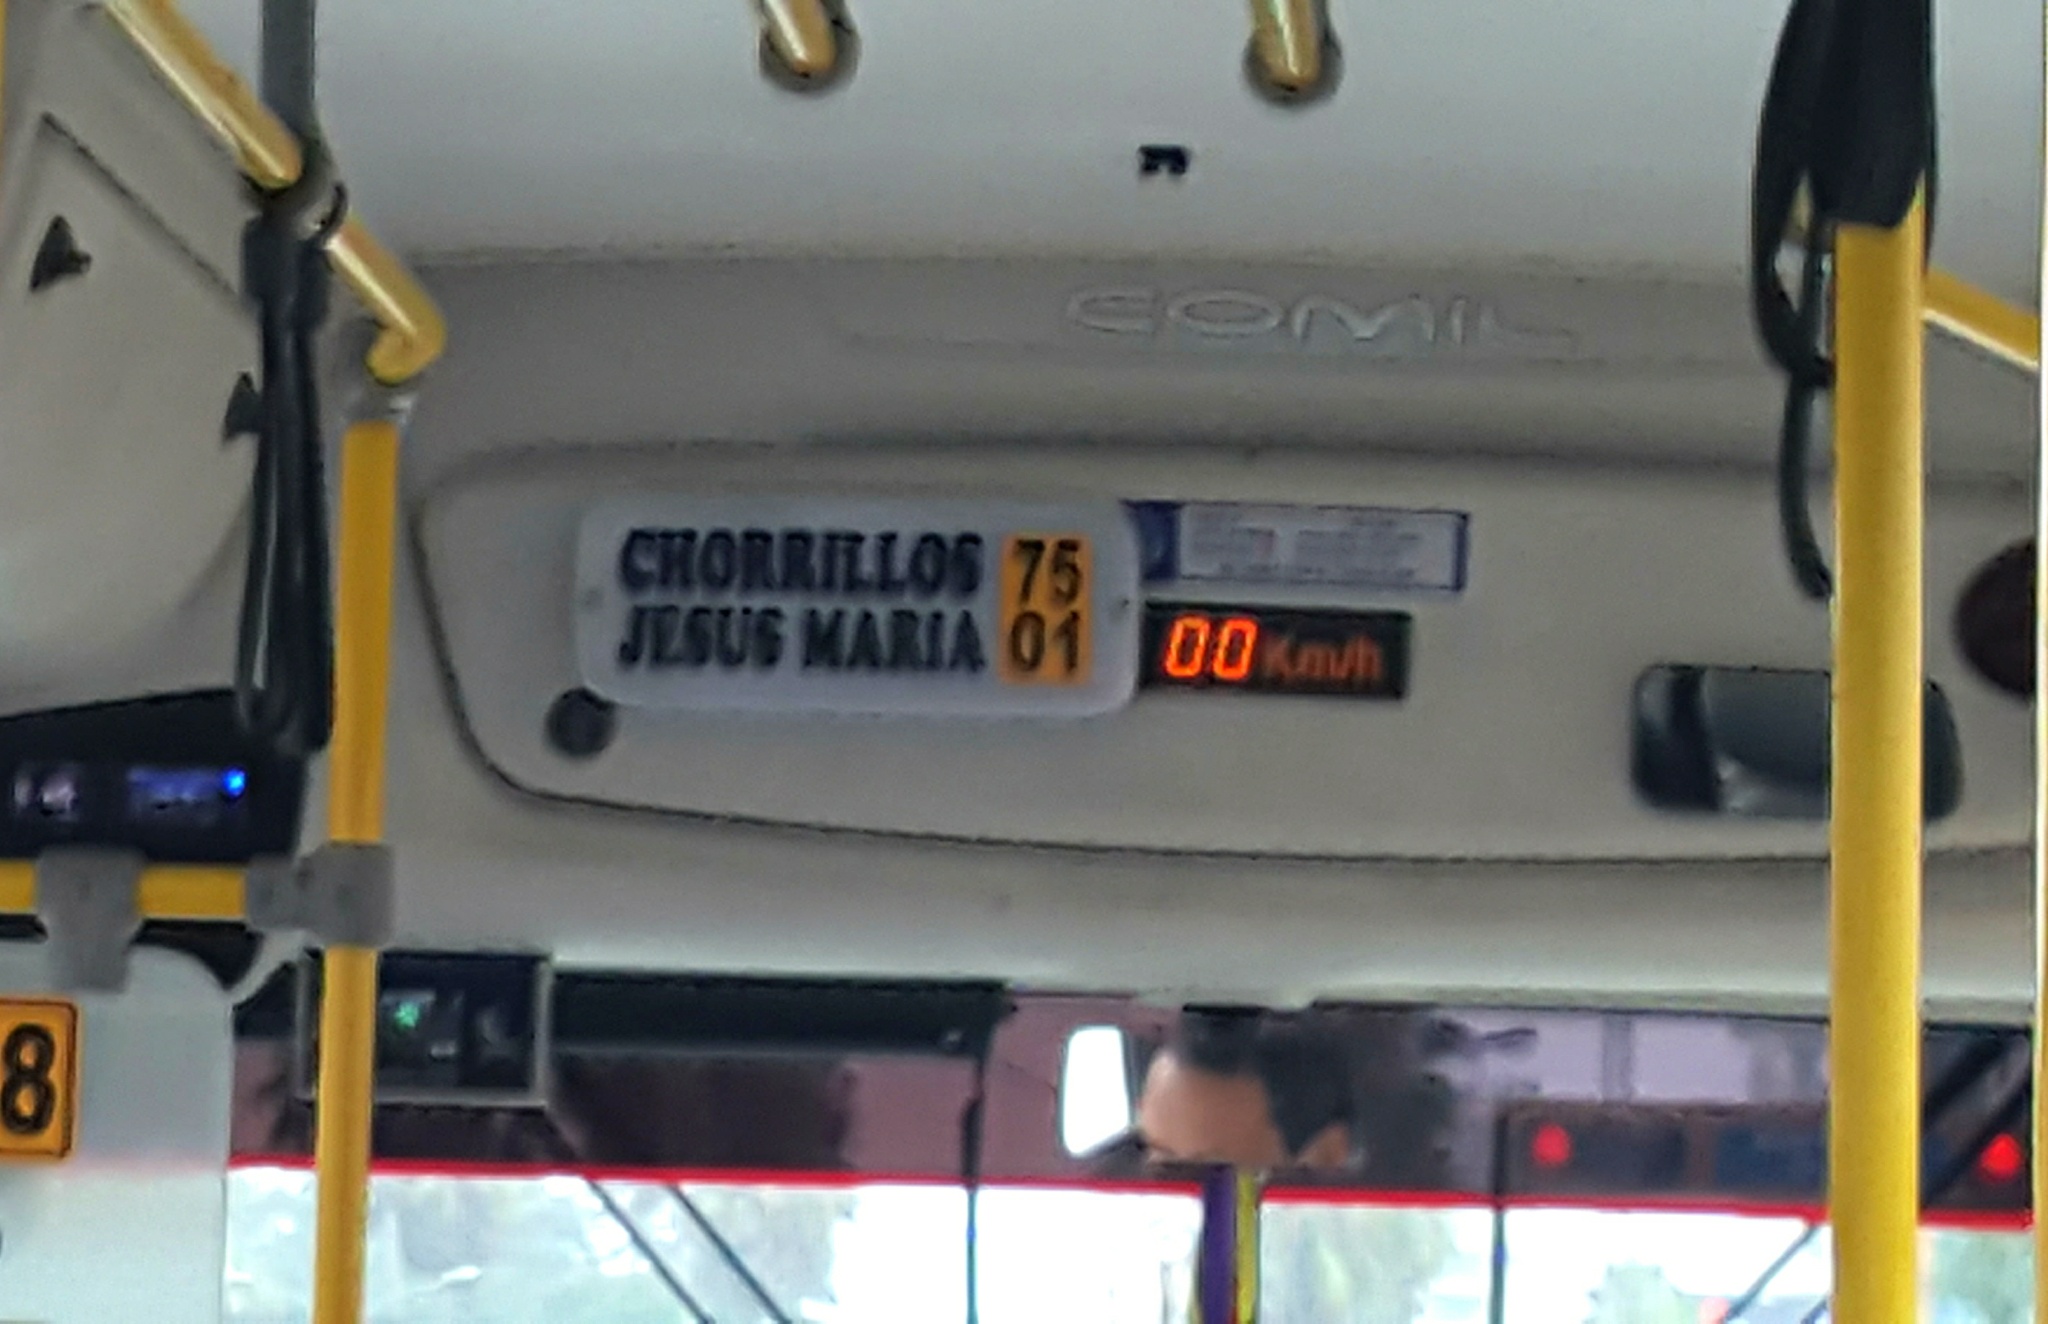 COMIL
CHORRILLOS 75
JESUS MARIA 01
00 Km/h
8